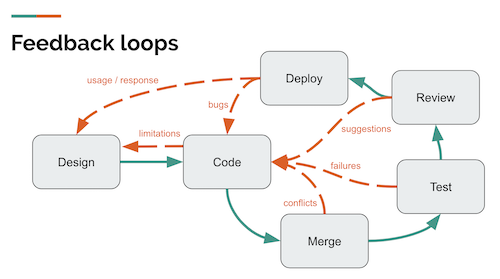 Feedback loops
Deploy
usage / response
Review
bugs
suggestions
limitations
Design
Code
failures
Test
conflicts
Merge